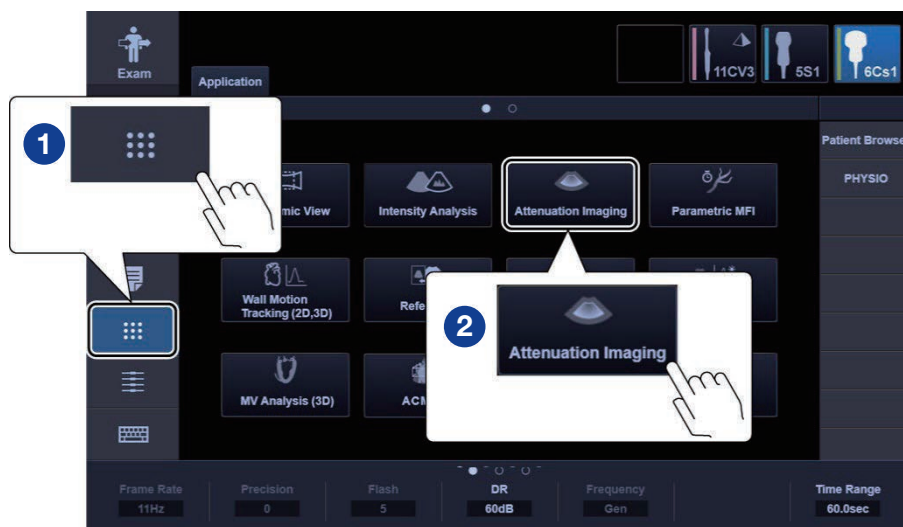 Exam
Application
11CV3
5S1
6Cs1
1
Patient Browse
PHYSIO
mic View
Intensity Analysis
Attenuation Imaging
Parametric MFI
Wall Motion
Tracking (2D,3D)
Refe
2
Attenuation Imaging
MV Analysis (3D)
ACM
Frame Rate
Precision
Flash
DR
Frequency
Time Range
11Hz
0
5
60dB
Gen
60.0sec